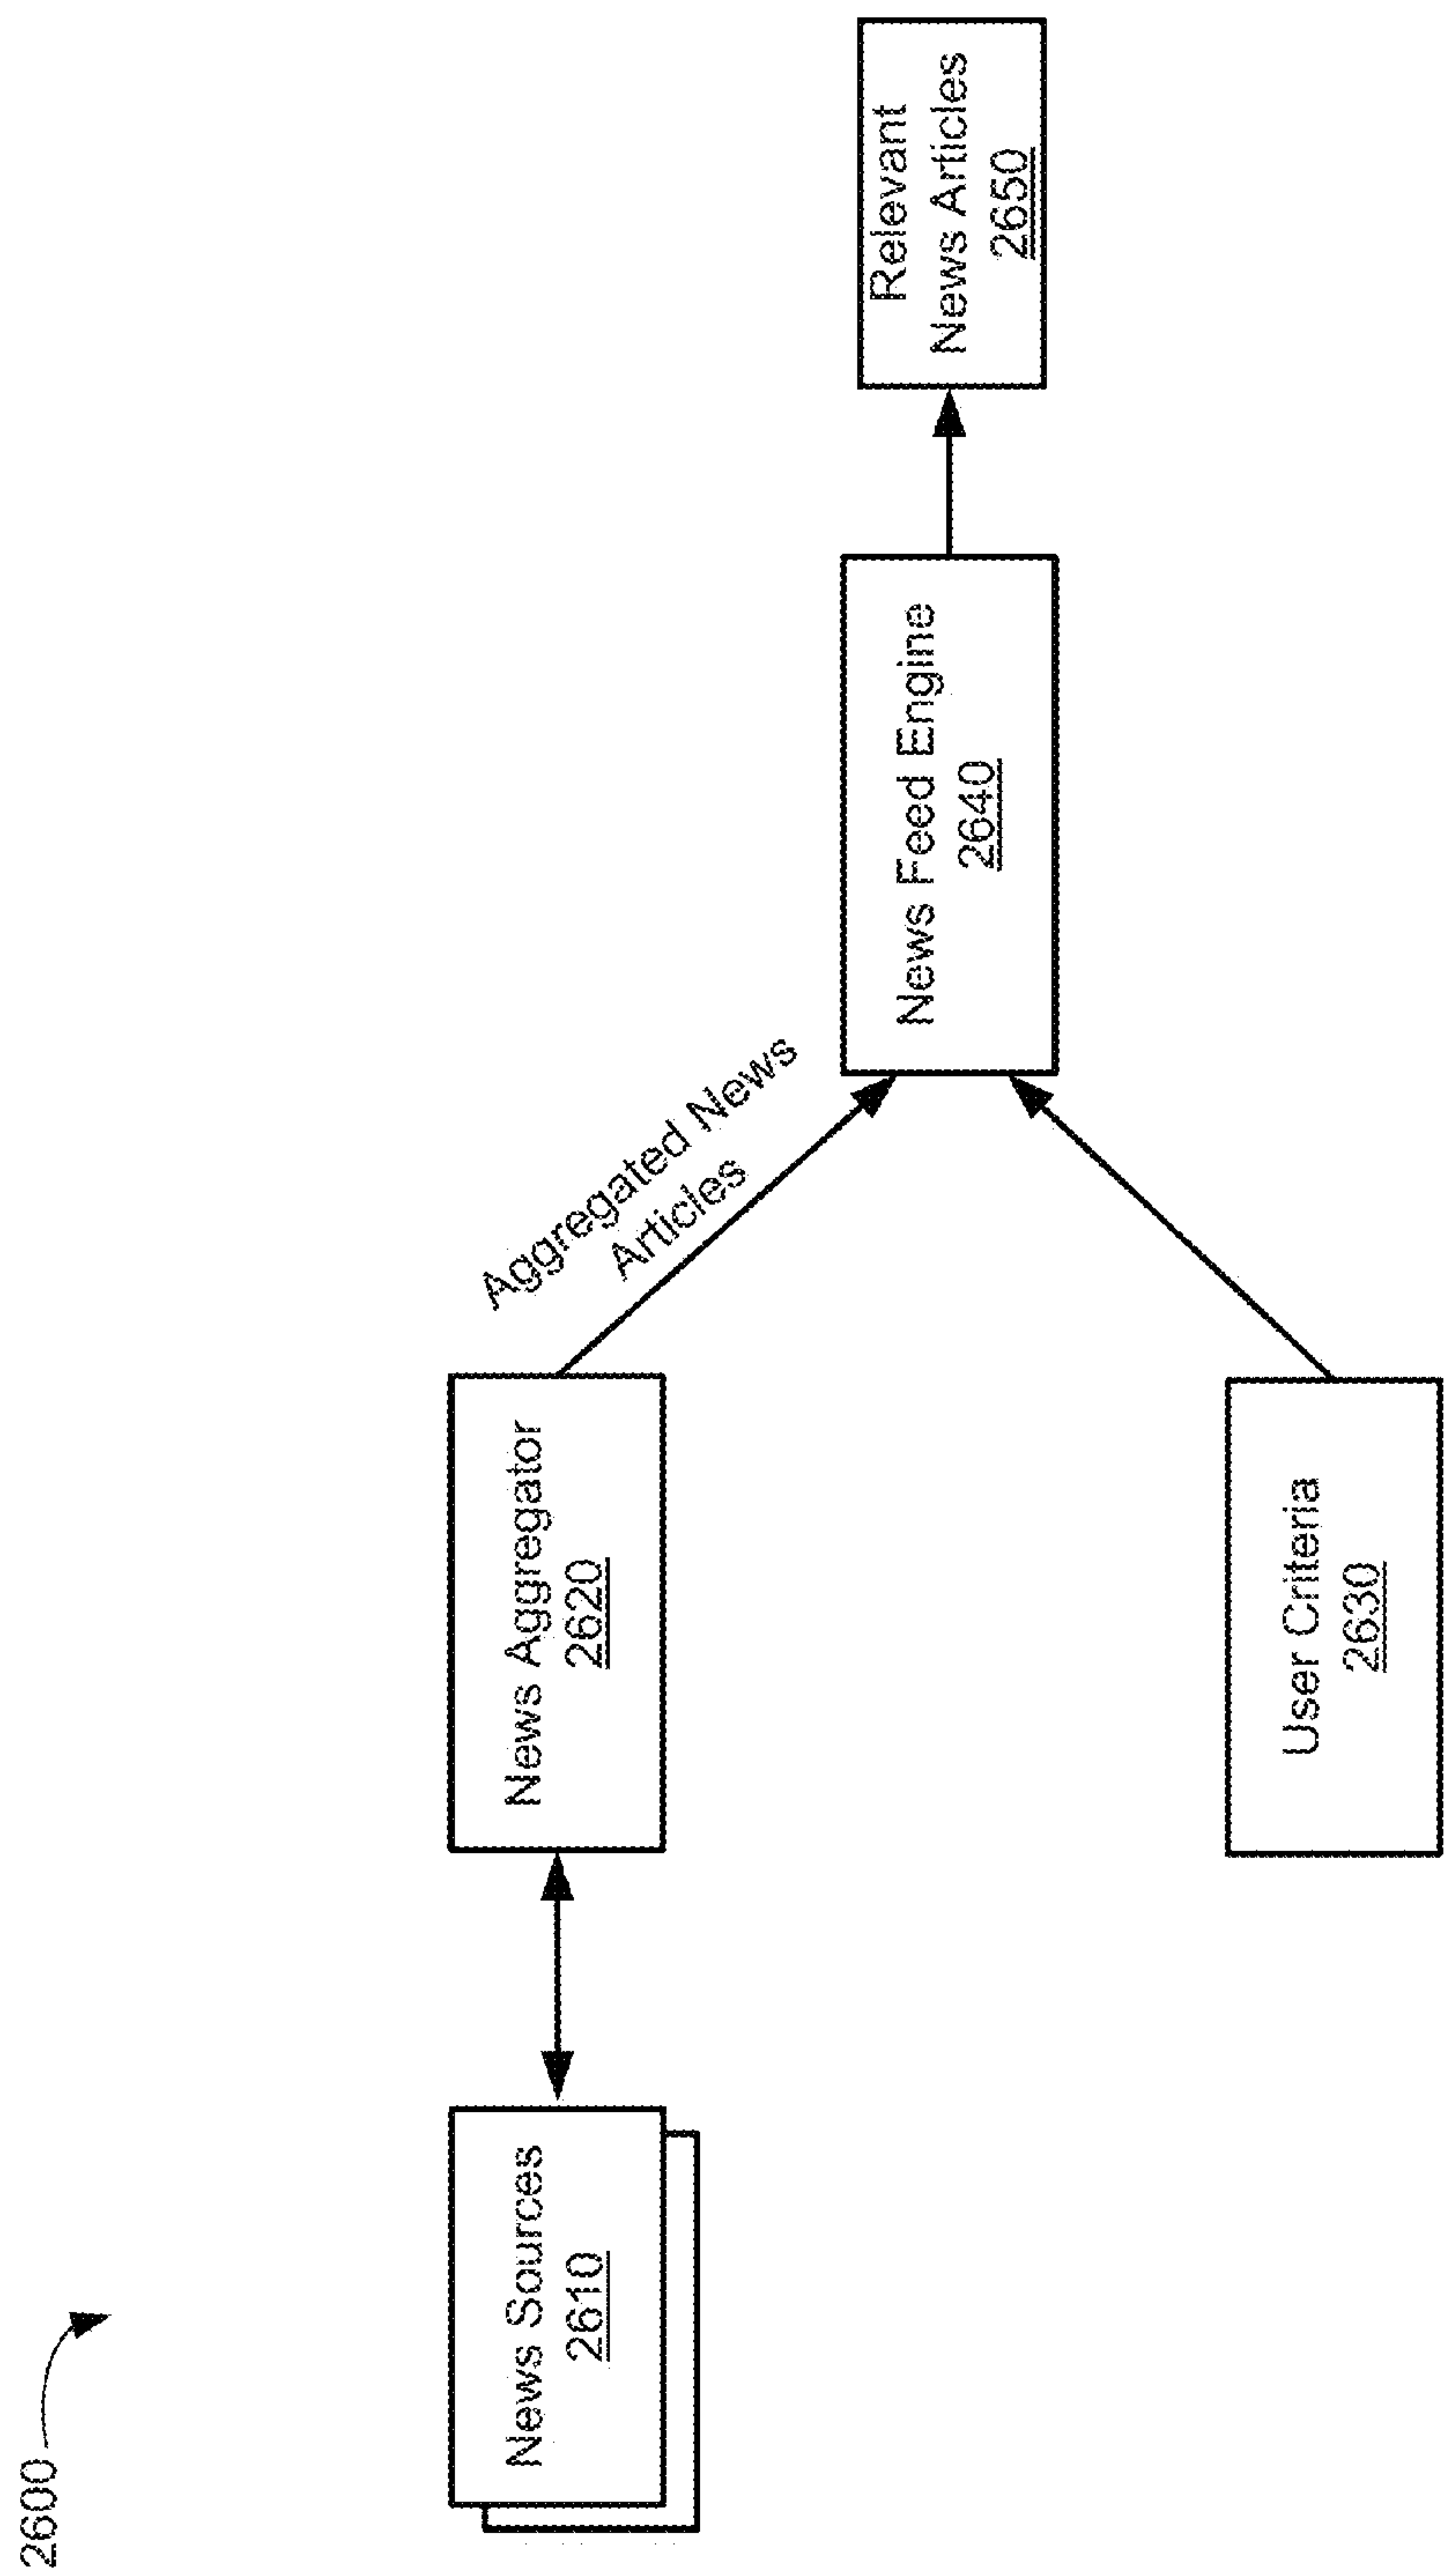 2600
News Sources
2610
News Aggregator
2620
Aggregated News
Articles
User Criteria
2630
News Feed Engine
2640
Relevant
News Articles
2650